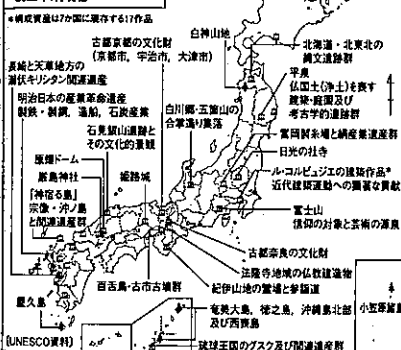 *構成資産は7か国に現存する17作品
古都京都の文化財
(京都市、宇治市、大津市)
白神山地
北海道・北東北の
縄文遺跡群
長崎と天草地方の
潜伏キリシタン関連遺産
平泉
仏国土(浄土)を表す
建築・庭園及び
考古学的遺跡群
明治日本の産業革命遺産
製鉄・製鋼、造船、石炭産業
白川郷・五箇山の
合掌造り集落
石見銀山遺跡と
その文化的景観
富岡製糸場と絹産業遺産群
日光の社寺
原爆ドーム
ル・コルビュジエの建築作品*
近代建築運動への顕著な貢献
厳島神社
姫路城
「神宿る島」
宗像・沖ノ島
と関連遺産群
富士山
信仰の対象と芸術の源泉
古都奈良の文化財
法隆寺地域の仏教建造物
百舌鳥・古市古墳群
紀伊山地の霊場と参詣道
屋久島
奄美大島、徳之島、沖縄島北部
及び西表島
小笠原諸島
(UNESCO資料)
琉球王国のグスク及び関連遺産群